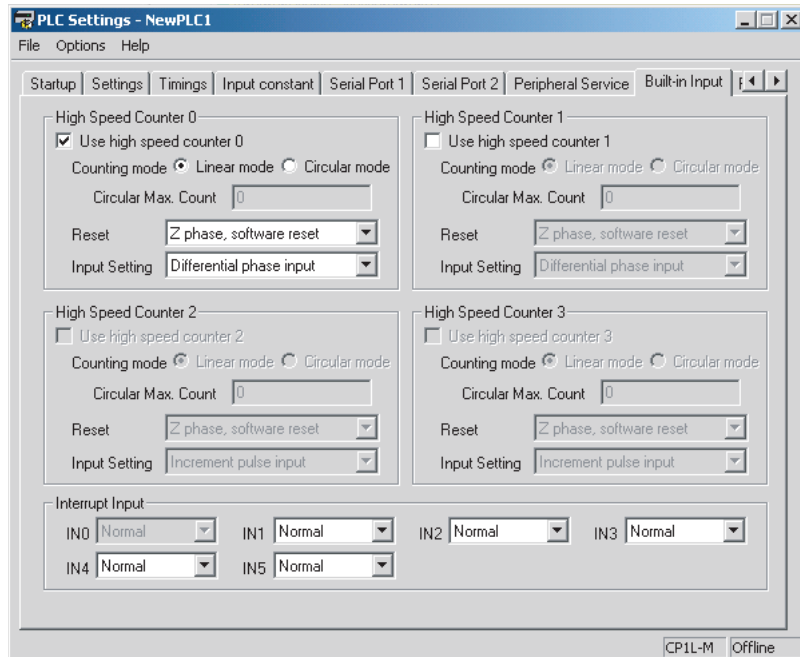 PLC Settings - NewPLC1
File Options Help
Startup Settings Timings Input constant Serial Port 1 Serial Port 2 Peripheral Service Built-in Input
High Speed Counter 0
Use high speed counter 0
Counting mode Linear mode Circular mode
Circular Max. Count 0
Reset Z phase, software reset
Input Setting Differential phase input
High Speed Counter 1
Use high speed counter 1
Counting mode Linear mode Circular mode
Circular Max. Count 0
Reset Z phase, software reset
Input Setting Differential phase input
High Speed Counter 2
Use high speed counter 2
Counting mode Linear mode Circular mode
Circular Max. Count 0
Reset Z phase, software reset
Input Setting Increment pulse input
High Speed Counter 3
Use high speed counter 3
Counting mode Linear mode Circular mode
Circular Max. Count 0
Reset Z phase, software reset
Input Setting Increment pulse input
Interrupt Input
IN0 Normal IN1 Normal IN2 Normal IN3 Normal
IN4 Normal IN5 Normal
CP1L-M Offline